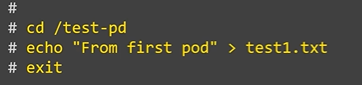 #
# cd /test-pd
# echo "From first pod" > test1.txt
# exit